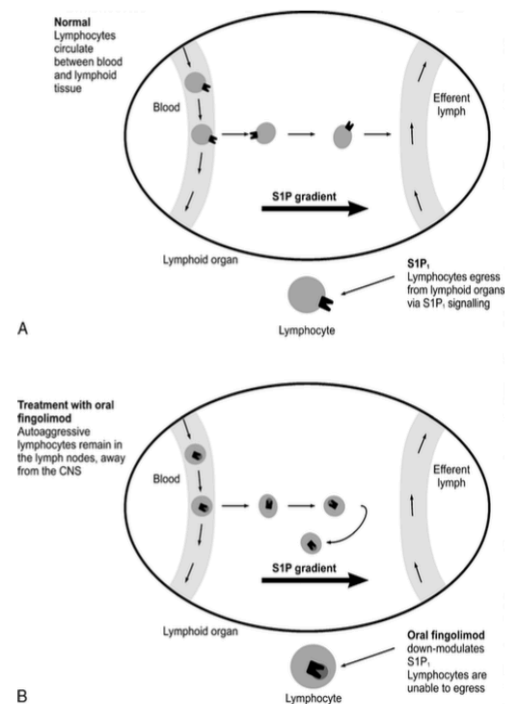 Normal
Lymphocytes
circulate
between blood
and lymphoid
tissue
Blood
Efferent
lymph
S1P gradient
Lymphoid organ
S1P₁
Lymphocytes egress
from lymphoid organs
via S1P₁ signalling
Lymphocyte
A
Treatment with oral
fingolimod
Autoaggressive
lymphocytes remain in
the lymph nodes, away
from the CNS
Blood
Efferent
lymph
S1P gradient
Lymphoid organ
Oral fingolimod
down-modulates
S1P₁
Lymphocytes are
unable to egress
Lymphocyte
B